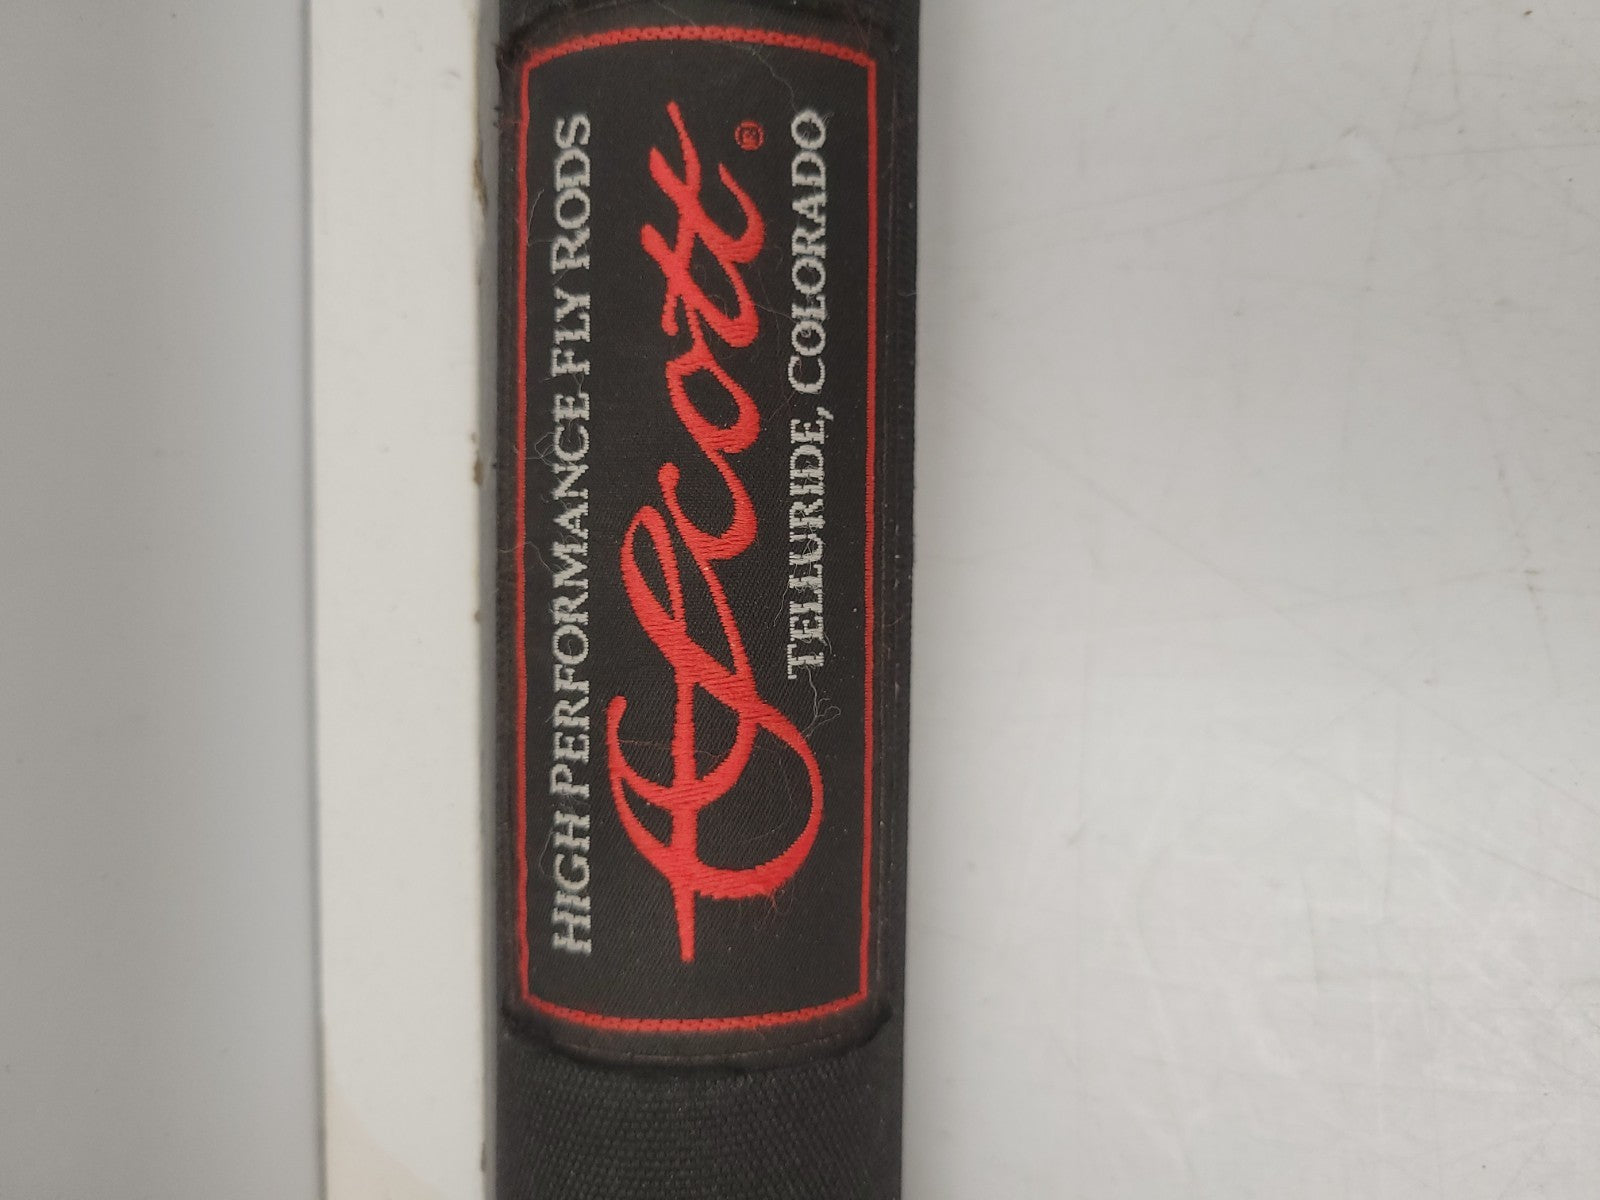 HIGH PERFORMANCE FLY RODS
Scott®
TELLURIDE, COLORADO